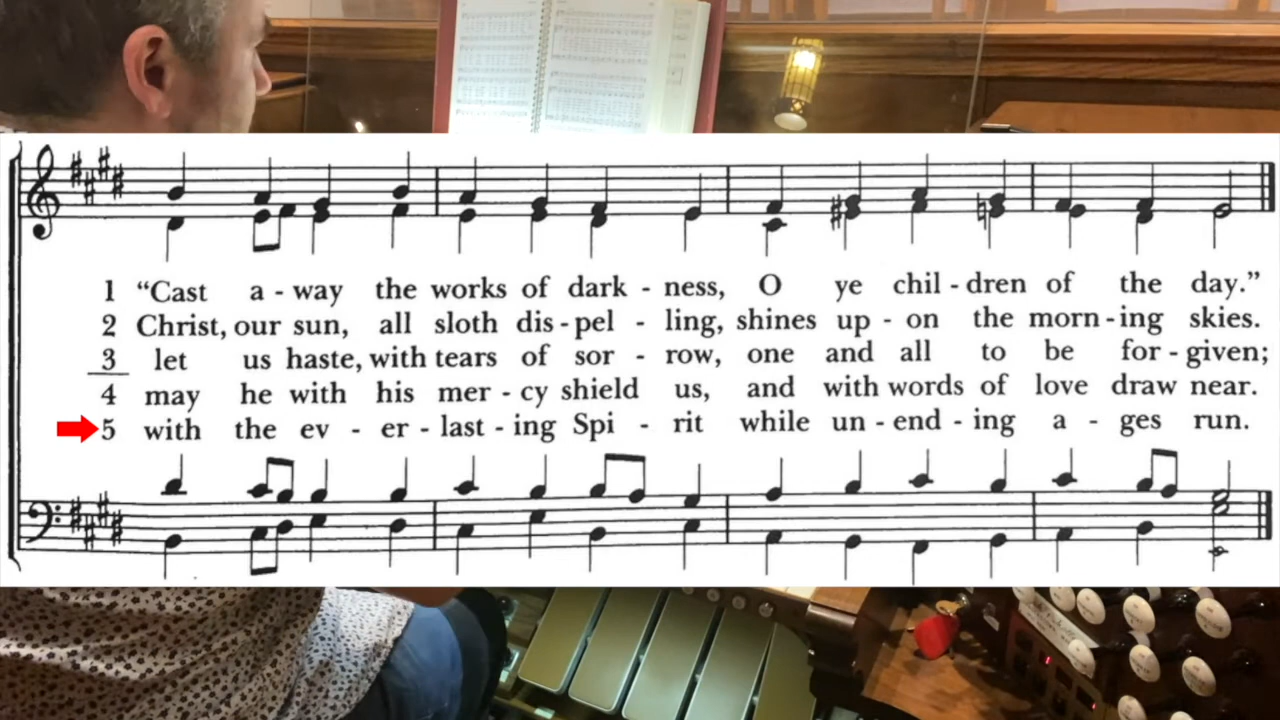 1 “Cast a - way the works of dark - ness, O ye chil - dren of the day.”
2 Christ, our sun, all sloth dis - pel - ling, shines up - on the morn - ing skies.
3 let us haste, with tears of sor - row, one and all to be for - given;
4 may he with his mer - cy shield us, and with words of love draw near.
5 with the ev - er - last - ing Spi - rit while un - end - ing a - ges run.